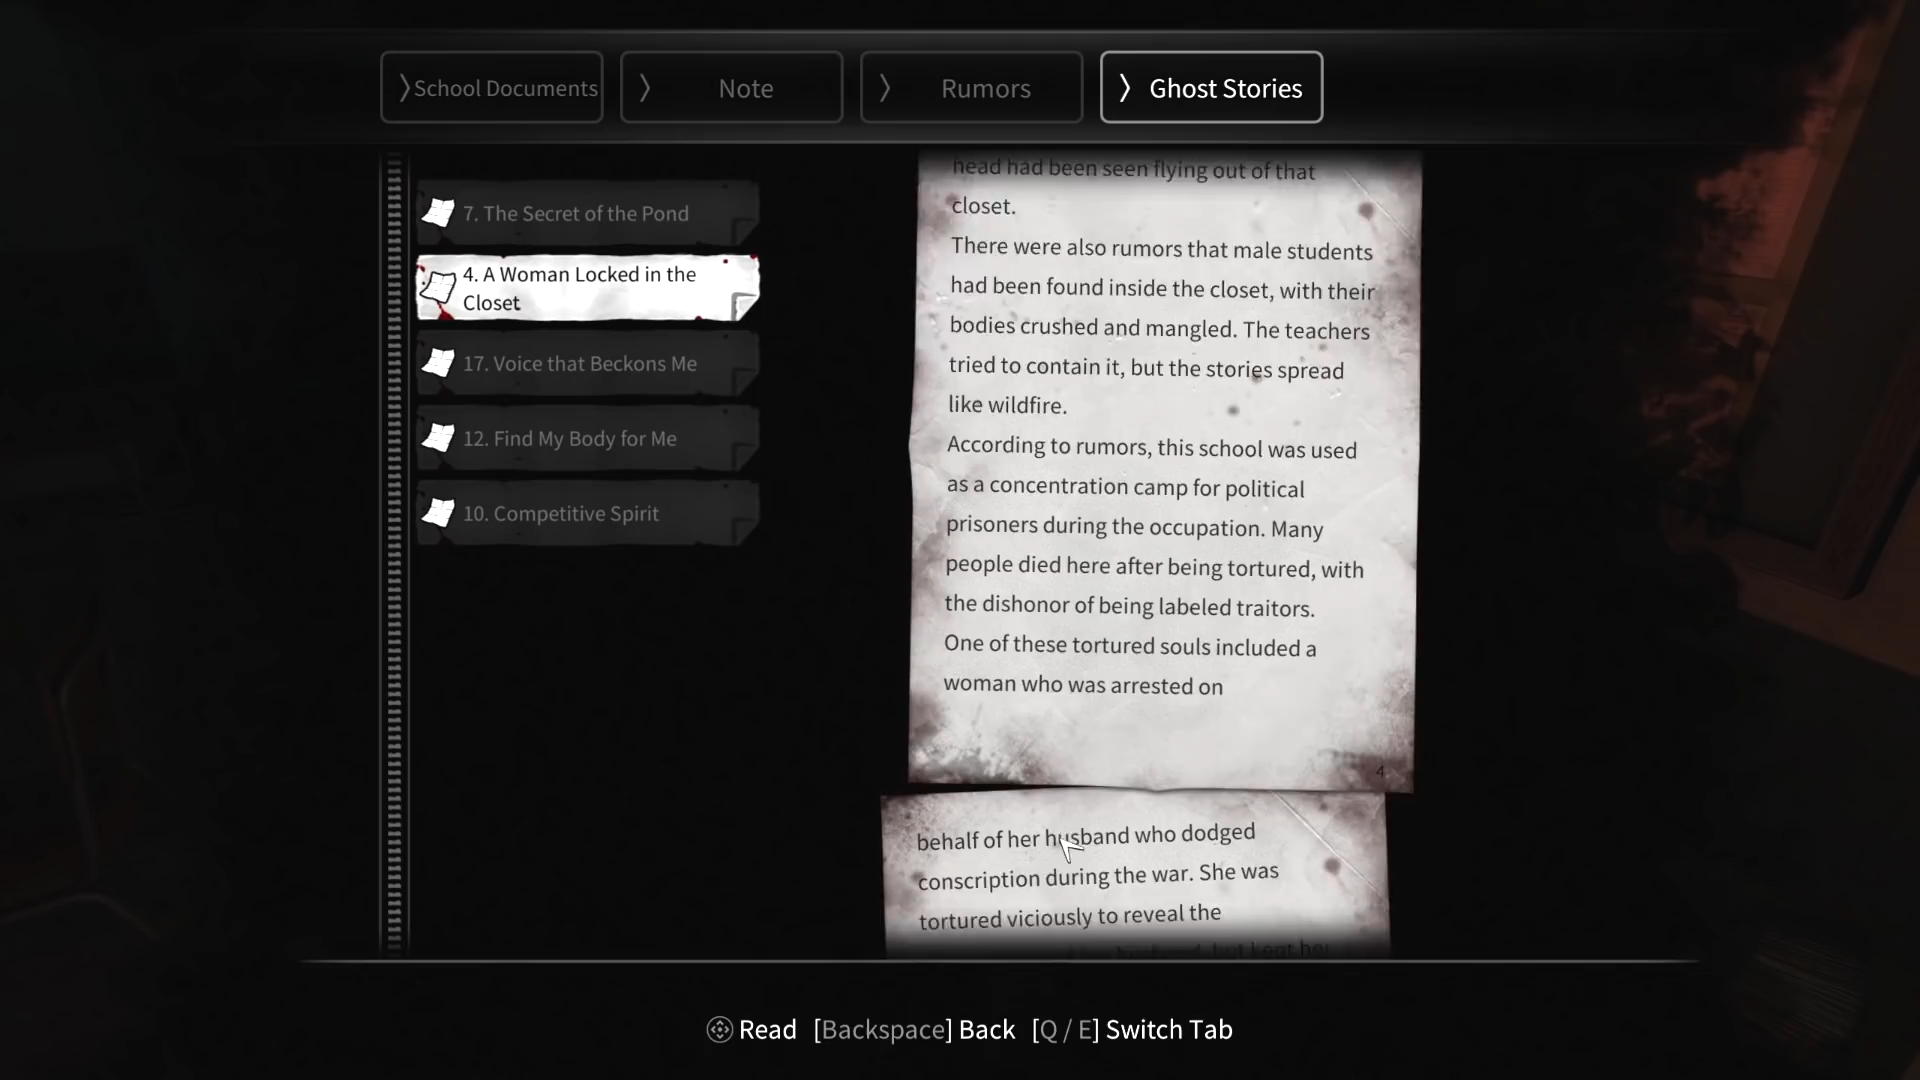 School Documents
Note
Rumors
Ghost Stories
7. The Secret of the Pond
4. A Woman Locked in the
Closet
17. Voice that Beckons Me
12. Find My Body for Me
10. Competitive Spirit
head had been seen flying out of that
closet.
There were also rumors that male students
had been found inside the closet, with their
bodies crushed and mangled. The teachers
tried to contain it, but the stories spread
like wildfire.
According to rumors, this school was used
as a concentration camp for political
prisoners during the occupation. Many
people died here after being tortured, with
the dishonor of being labeled traitors.
One of these tortured souls included a
woman who was arrested on
4
behalf of her husband who dodged
conscription during the war. She was
tortured viciously to reveal the
husband, but kept her
Read [Backspace] Back [Q / E] Switch Tab